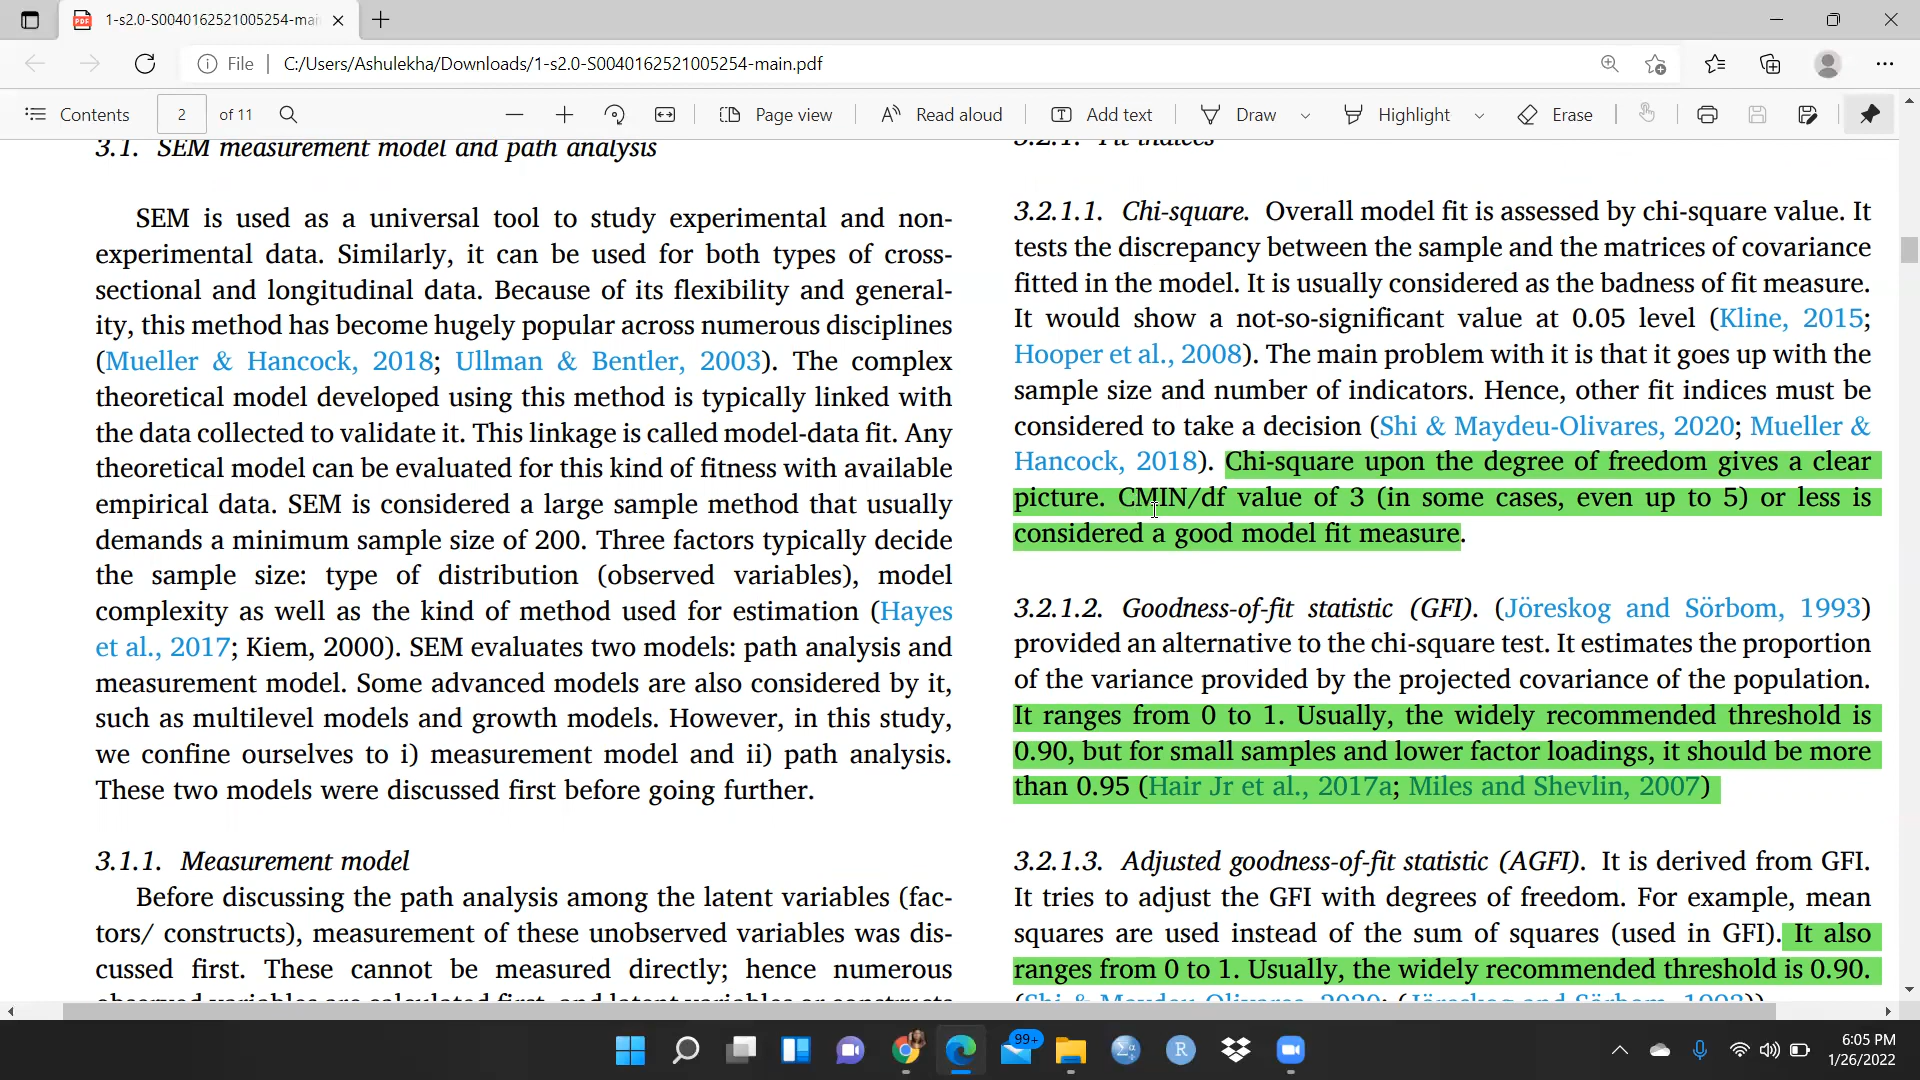 1-s2.0-S0040162521005254-mai
File
C:/Users/Ashulekha/Downloads/1-s2.0-S0040162521005254-main.pdf
Contents
2
of 11
Page view
Read aloud
Add text
Draw
Highlight
Erase
3.1. SEM measurement model and path analysis
SEM is used as a universal tool to study experimental and non-
experimental data. Similarly, it can be used for both types of cross-
sectional and longitudinal data. Because of its flexibility and general-
ity, this method has become hugely popular across numerous disciplines
(Mueller & Hancock, 2018; Ullman & Bentler, 2003). The complex
theoretical model developed using this method is typically linked with
the data collected to validate it. This linkage is called model-data fit. Any
theoretical model can be evaluated for this kind of fitness with available
empirical data. SEM is considered a large sample method that usually
demands a minimum sample size of 200. Three factors typically decide
the sample size: type of distribution (observed variables), model
complexity as well as the kind of method used for estimation (Hayes
et al., 2017; Kiem, 2000). SEM evaluates two models: path analysis and
measurement model. Some advanced models are also considered by it,
such as multilevel models and growth models. However, in this study,
we confine ourselves to i) measurement model and ii) path analysis.
These two models were discussed first before going further.
3.1.1. Measurement model
Before discussing the path analysis among the latent variables (fac-
tors/ constructs), measurement of these unobserved variables was dis-
cussed first. These cannot be measured directly; hence numerous
observed variables are calculated first, and latent variables or constructs
3.2.1. Fit indices
3.2.1.1. Chi-square. Overall model fit is assessed by chi-square value. It
tests the discrepancy between the sample and the matrices of covariance
fitted in the model. It is usually considered as the badness of fit measure.
It would show a not-so-significant value at 0.05 level (Kline, 2015;
Hooper et al., 2008). The main problem with it is that it goes up with the
sample size and number of indicators. Hence, other fit indices must be
considered to take a decision (Shi & Maydeu-Olivares, 2020; Mueller &
Hancock, 2018). Chi-square upon the degree of freedom gives a clear
picture. CMIN/df value of 3 (in some cases, even up to 5) or less is
considered a good model fit measure.
3.2.1.2. Goodness-of-fit statistic (GFI). (Jöreskog and Sörbom, 1993)
provided an alternative to the chi-square test. It estimates the proportion
of the variance provided by the projected covariance of the population.
It ranges from 0 to 1. Usually, the widely recommended threshold is
0.90, but for small samples and lower factor loadings, it should be more
than 0.95 (Hair Jr et al., 2017a; Miles and Shevlin, 2007)
3.2.1.3. Adjusted goodness-of-fit statistic (AGFI). It is derived from GFI.
It tries to adjust the GFI with degrees of freedom. For example, mean
squares are used instead of the sum of squares (used in GFI). It also
ranges from 0 to 1. Usually, the widely recommended threshold is 0.90.
(Shi & Maydeu-Olivares, 2020; (Jöreskog and Sörbom, 1993))
99+
6:05 PM
1/26/2022